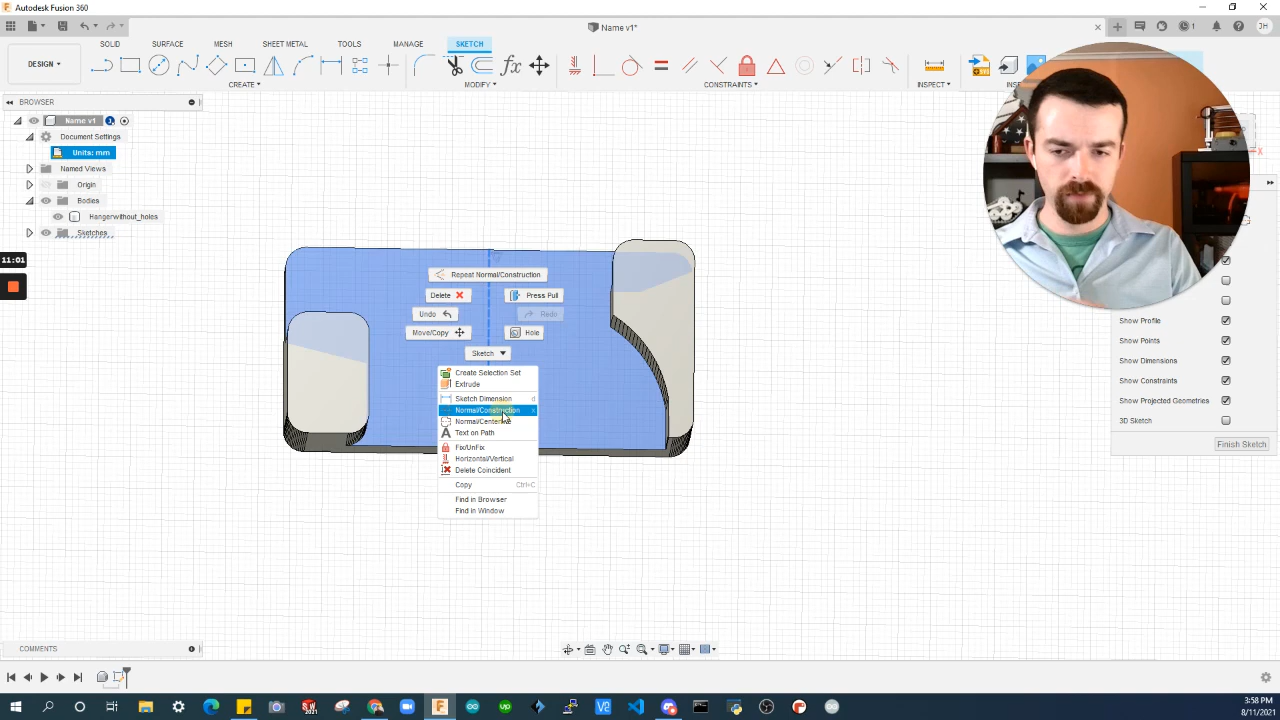 Autodesk Fusion 360
Name v1*
1
JH
DESIGN
SOLID
SURFACE
MESH
SHEET METAL
TOOLS
MANAGE
SKETCH
CREATE
MODIFY
CONSTRAINTS
INSPECT
INSE
BROWSER
Name v1
Document Settings
Units: mm
Named Views
Origin
Bodies
Hangerwithout_holes
Sketches
11:01
X
Repeat Normal/Construction
Delete
Press Pull
Undo
Redo
Move/Copy
Hole
Sketch
Create Selection Set
Extrude
Sketch Dimension d
Normal/Construction x
Normal/Centerline
Text on Path
Fix/UnFix
Horizontal/Vertical
Delete Coincident
Copy Ctrl+C
Find in Browser
Find in Window
Show Profile
Show Points
Show Dimensions
Show Constraints
Show Projected Geometries
3D Sketch
Finish Sketch
COMMENTS
3:58 PM
8/11/2021